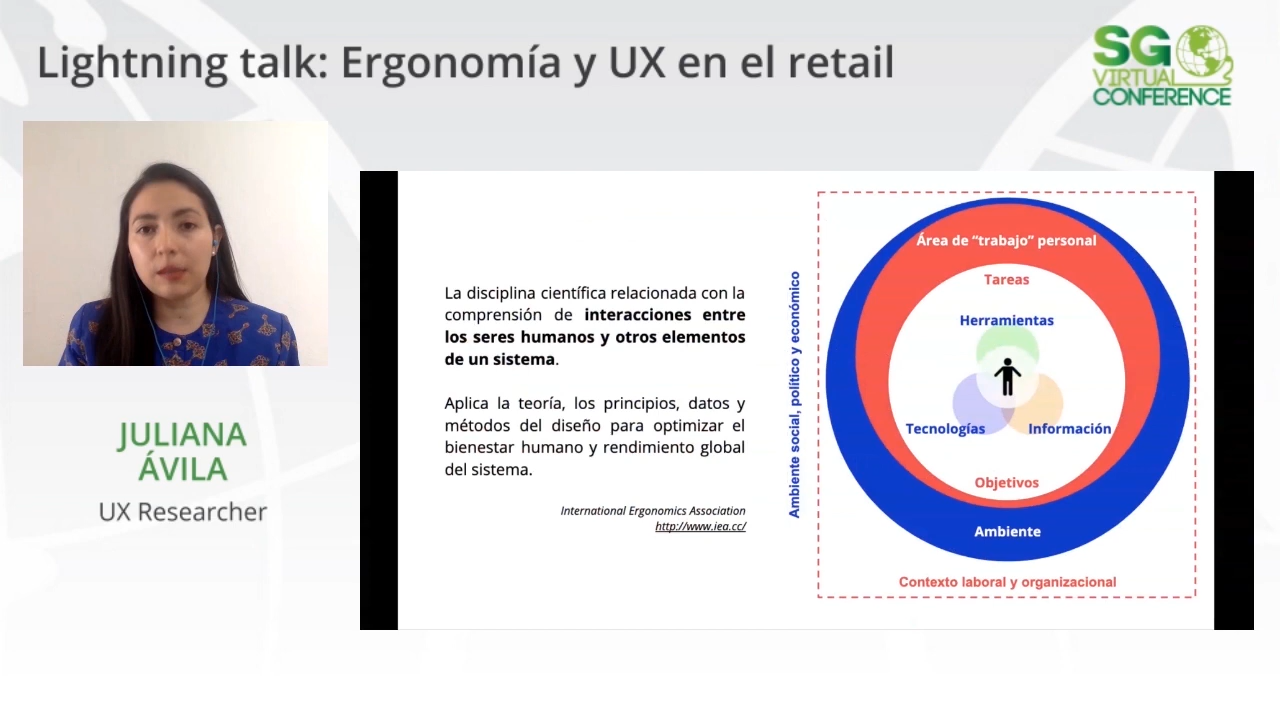 Lightning talk: Ergonomía y UX en el retail
SG
VIRTUAL
CONFERENCE
JULIANA
ÁVILA
UX Researcher
La disciplina científica relacionada con la
comprensión de interacciones entre
los seres humanos y otros elementos
de un sistema.
Aplica la teoría, los principios, datos y
métodos del diseño para optimizar el
bienestar humano y rendimiento global
del sistema.
International Ergonomics Association
http://www.iea.cc/
Ambiente social, político y económico
Área de “trabajo” personal
Tareas
Herramientas
Tecnologías
Información
Objetivos
Ambiente
Contexto laboral y organizacional